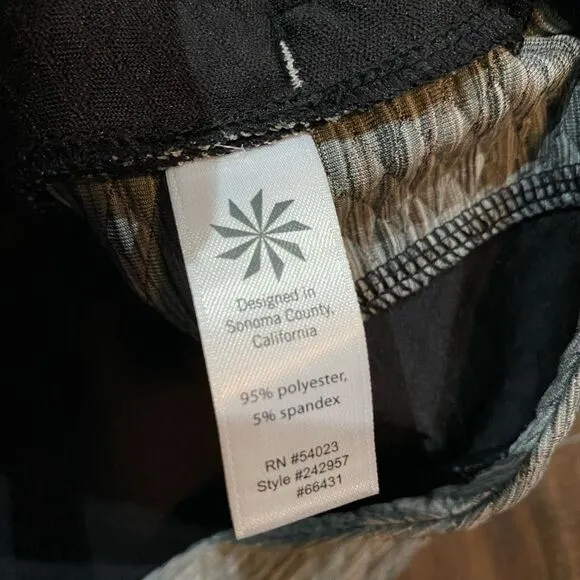 Designed in
Sonoma County,
California
95% polyester,
5% spandex
RN #54023
Style #242957
#66431